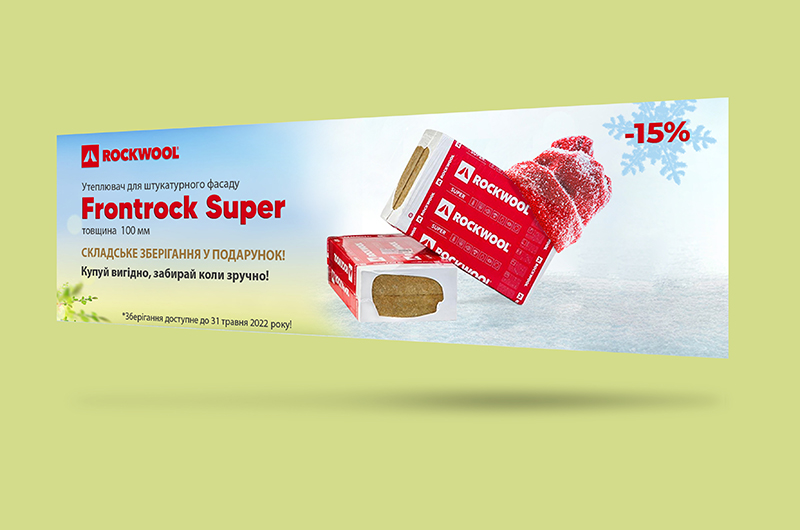 ROCKWOOL
Утеплювач для штукатурного фасаду
Frontrock Super
товщина 100 мм
СКЛАДСЬКЕ ЗБЕРІГАННЯ У ПОДАРУНОК!
Купуй вигідно, забирай коли зручно!
*Зберігання доступне до 31 травня 2022 року!
-15%
ROCKWOOL
SUPER
ROCKWOOL
SUPER
ROCKWOOL